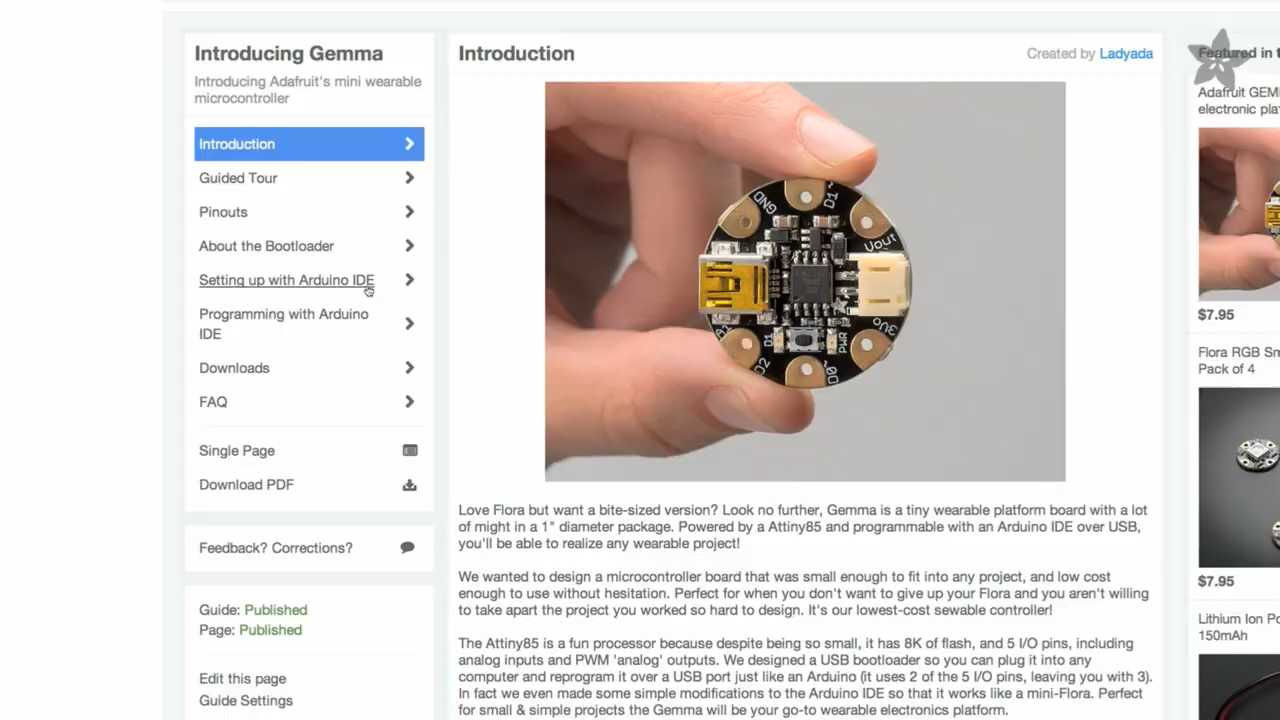 Introducing Gemma
Introducing Adafruit's mini wearable
microcontroller
Introduction
Guided Tour
Pinouts
About the Bootloader
Setting up with Arduino IDE
Programming with Arduino
IDE
Downloads
FAQ
Single Page
Download PDF
Feedback? Corrections?
Guide: Published
Page: Published
Edit this page
Guide Settings
Introduction
Created by Ladyada
GND
D1~
Vout
3Vo
PWR
D0~
D2
D1
Love Flora but want a bite-sized version? Look no further, Gemma is a tiny wearable platform board with a lot
of might in a 1" diameter package. Powered by a Attiny85 and programmable with an Arduino IDE over USB,
you'll be able to realize any wearable project!
We wanted to design a microcontroller board that was small enough to fit into any project, and low cost
enough to use without hesitation. Perfect for when you don't want to give up your Flora and you aren't willing
to take apart the project you worked so hard to design. It's our lowest-cost sewable controller!
The Attiny85 is a fun processor because despite being so small, it has 8K of flash, and 5 I/O pins, including
analog inputs and PWM 'analog' outputs. We designed a USB bootloader so you can plug it into any
computer and reprogram it over a USB port just like an Arduino (it uses 2 of the 5 I/O pins, leaving you with 3).
In fact we even made some simple modifications to the Arduino IDE so that it works like a mini-Flora. Perfect
for small & simple projects the Gemma will be your go-to wearable electronics platform.
Featured in t
Adafruit GEM
electronic pla
$7.95
Flora RGB Sm
Pack of 4
$7.95
Lithium Ion Po
150mAh